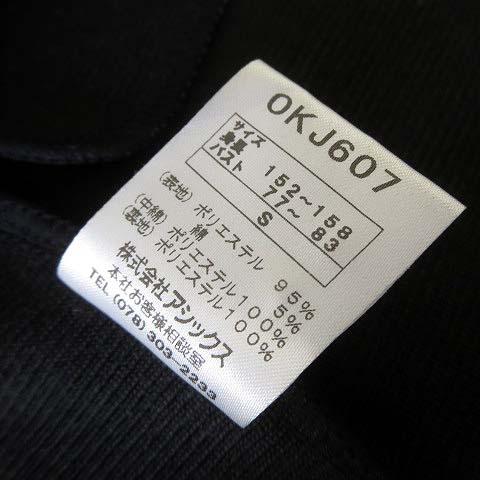 OKJ607
サイズ S
身長 152~158
バスト 77~83
(表地) ポリエステル 95%
綿 5%
(中綿) ポリエステル100%
(裏地) ポリエステル100%
株式会社アシックス
本社お客様相談室
TEL(078)303-2233